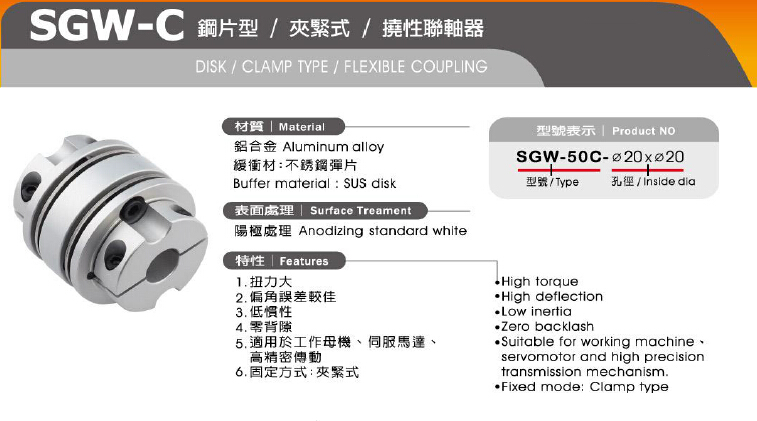 SGW-C 鋼片型 / 夾緊式 / 撓性聯軸器
DISK / CLAMP TYPE / FLEXIBLE COUPLING
材質 | Material
鋁合金 Aluminum alloy
緩衝材:不銹鋼彈片
Buffer material : SUS disk
型號表示 | Product NO
SGW-50C-⌀20x⌀20
型號/Type 孔徑/Inside dia
表面處理 | Surface Treament
陽極處理 Anodizing standard white
特性 | Features
1.扭力大
2.偏角誤差較佳
3.低慣性
4.零背隙
5.適用於工作母機、伺服馬達、
高精密傳動
6.固定方式:夾緊式
•High torque
•High deflection
•Low inertia
•Zero backlash
•Suitable for working machine、
servomotor and high precision
transmission mechanism.
•Fixed mode: Clamp type